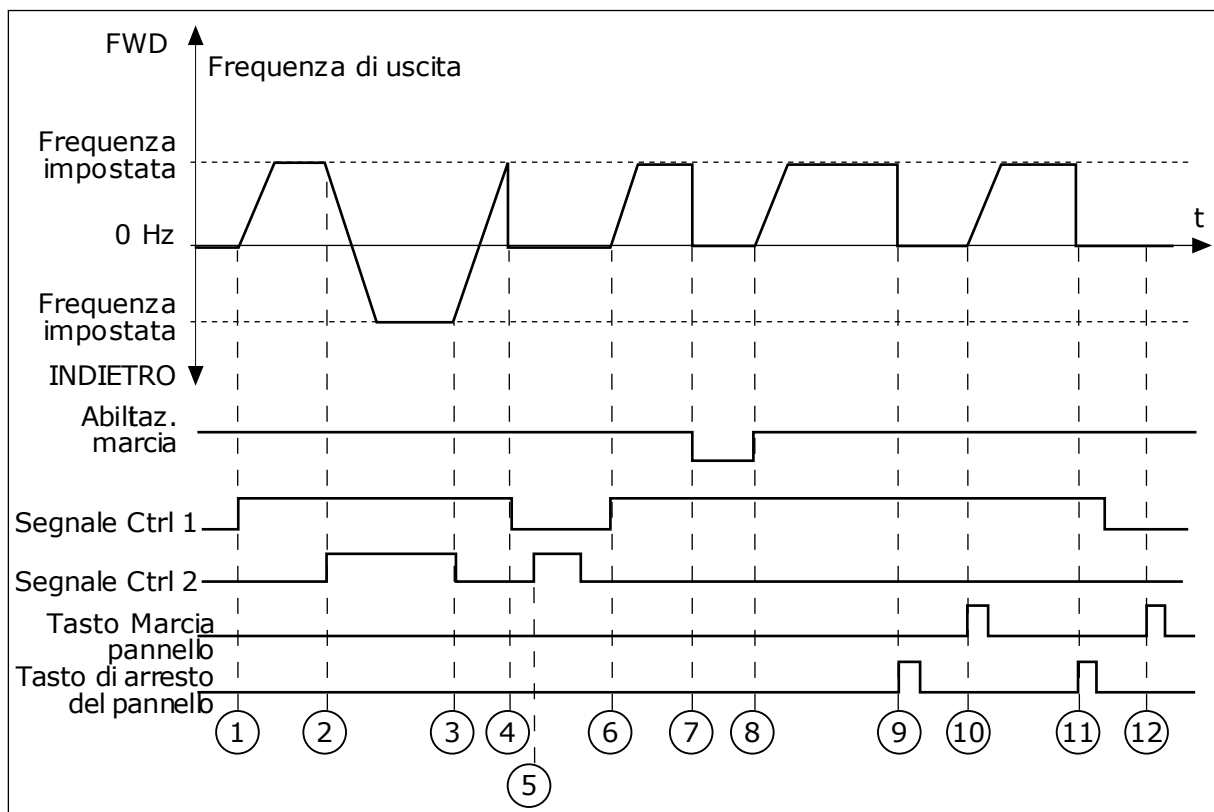 FWD
Frequenza di uscita
Frequenza
impostata
0 Hz
t
Frequenza
impostata
INDIETRO
Abiltaz.
marcia
Segnale Ctrl 1
Segnale Ctrl 2
Tasto Marcia
pannello
Tasto di arresto
del pannello
1 2 3 4 6 7 8 9 10 11 12
5